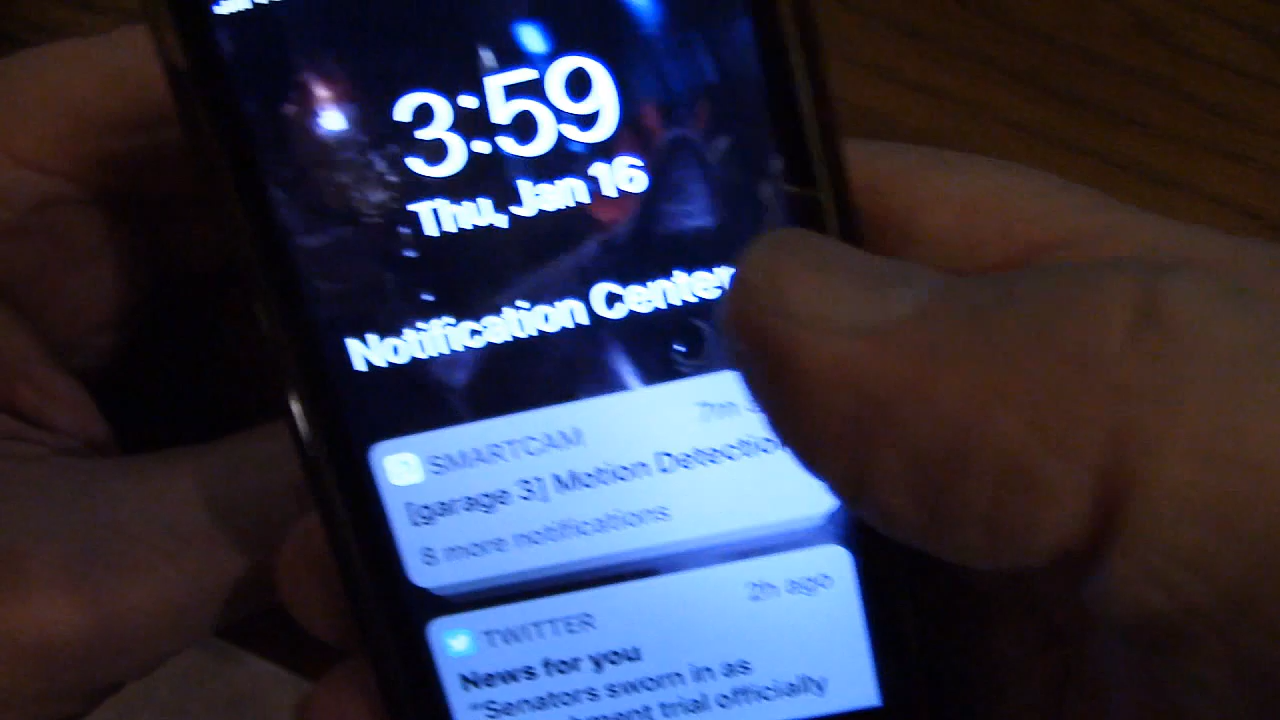 3:59
Thu, Jan 16
Notification Center
SMARTCAM
[garage 3] Motion Detection
8 more notifications
TWITTER 2h ago
News for you
"Senators sworn in as
trial officially